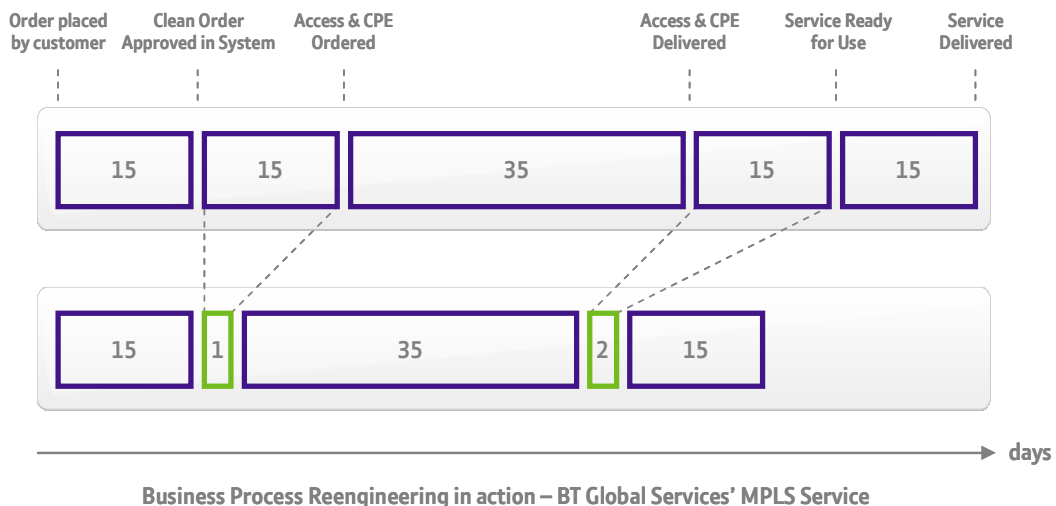 Order placed
by customer
Clean Order
Approved in System
Access & CPE
Ordered
Access & CPE
Delivered
Service Ready
for Use
Service
Delivered
15
15
35
15
15
15
1
35
2
15
days
Business Process Reengineering in action – BT Global Services’ MPLS Service